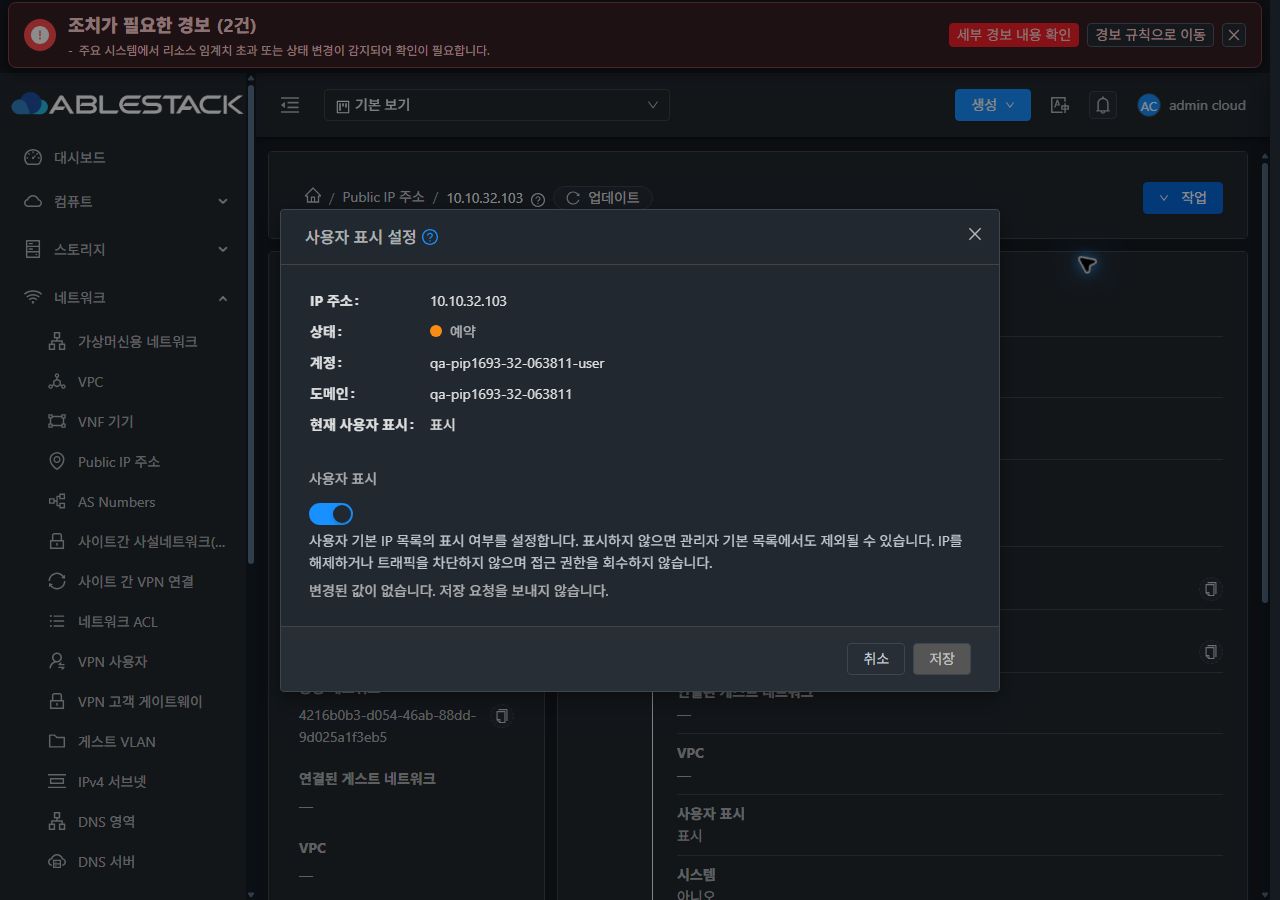 조치가 필요한 경보 (2건)
- 주요 시스템에서 리소스 임계치 초과 또는 상태 변경이 감지되어 확인이 필요합니다.
세부 경보 내용 확인
경보 규칙으로 이동
ABLESTACK
기본 보기
생성
AC
admin cloud
대시보드
컴퓨트
스토리지
네트워크
가상머신용 네트워크
VPC
VNF 기기
Public IP 주소
AS Numbers
사이트간 사설네트워크(...
사이트 간 VPN 연결
네트워크 ACL
VPN 사용자
VPN 고객 게이트웨이
게스트 VLAN
IPv4 서브넷
DNS 영역
DNS 서버
/ Public IP 주소 / 10.10.32.103
업데이트
작업
사용자 표시 설정
IP 주소: 10.10.32.103
상태: 예약
계정: qa-pip1693-32-063811-user
도메인: qa-pip1693-32-063811
현재 사용자 표시: 표시
사용자 표시
사용자 기본 IP 목록의 표시 여부를 설정합니다. 표시하지 않으면 관리자 기본 목록에서도 제외될 수 있습니다. IP를
해제하거나 트래픽을 차단하지 않으며 접근 권한을 회수하지 않습니다.
변경된 값이 없습니다. 저장 요청을 보내지 않습니다.
취소
저장
4216b0b3-d054-46ab-88dd-
9d025a1f3eb5
연결된 게스트 네트워크
—
VPC
—
연결된 게스트 네트워크
—
VPC
—
사용자 표시
표시
시스템
아니오